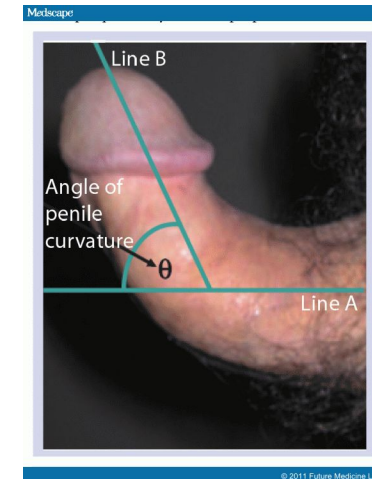 Medscape
Line B
Angle of
penile
curvature
θ
Line A
© 2011 Future Medicine